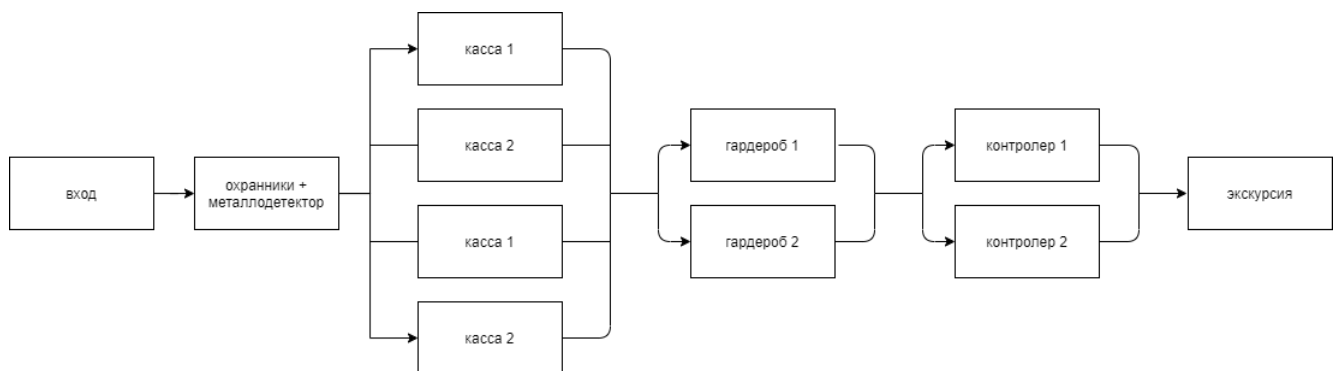 вход
охранники +
металлодетектор
касса 1
касса 2
касса 1
касса 2
гардероб 1
гардероб 2
контролер 1
контролер 2
экскурсия